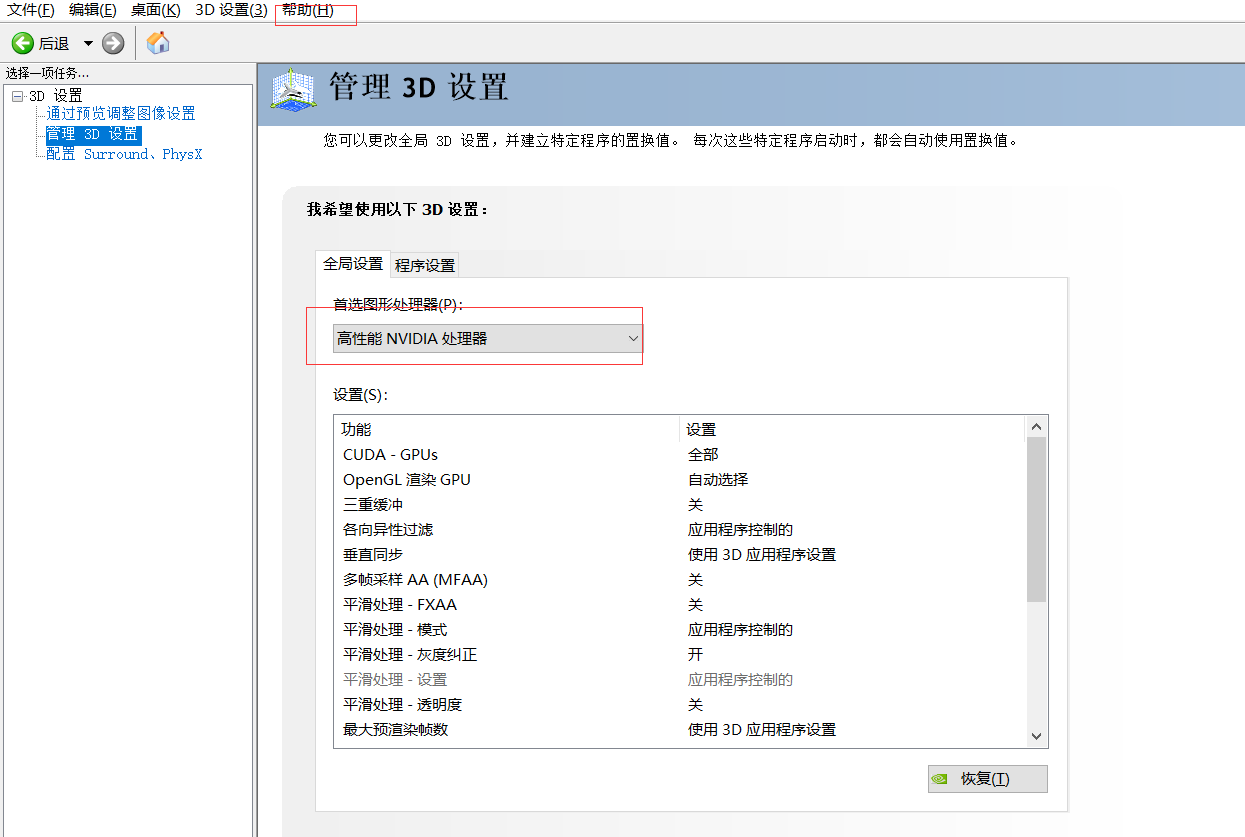 文件(F) 编辑(E) 桌面(K) 3D 设置(3) 帮助(H)
后退
选择一项任务...
3D 设置
通过预览调整图像设置
管理 3D 设置
配置 Surround、PhysX
管理 3D 设置
您可以更改全局 3D 设置，并建立特定程序的置换值。 每次这些特定程序启动时，都会自动使用置换值。
我希望使用以下 3D 设置：
全局设置 程序设置
首选图形处理器(P)：
高性能 NVIDIA 处理器
设置(S)：
功能 设置
CUDA - GPUs 全部
OpenGL 渲染 GPU 自动选择
三重缓冲 关
各向异性过滤 应用程序控制的
垂直同步 使用 3D 应用程序设置
多帧采样 AA (MFAA) 关
平滑处理 - FXAA 关
平滑处理 - 模式 应用程序控制的
平滑处理 - 灰度纠正 开
平滑处理 - 设置 应用程序控制的
平滑处理 - 透明度 关
最大预渲染帧数 使用 3D 应用程序设置
恢复(T)